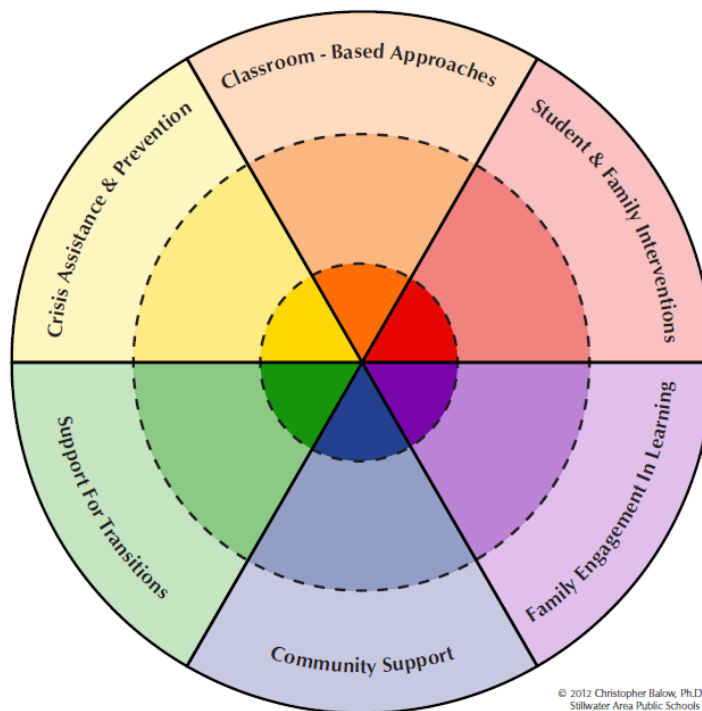 Classroom - Based Approaches
Student & Family Interventions
Family Engagement In Learning
Community Support
Support For Transitions
Crisis Assistance & Prevention
© 2012 Christopher Balow, Ph.D
Stillwater Area Public Schools